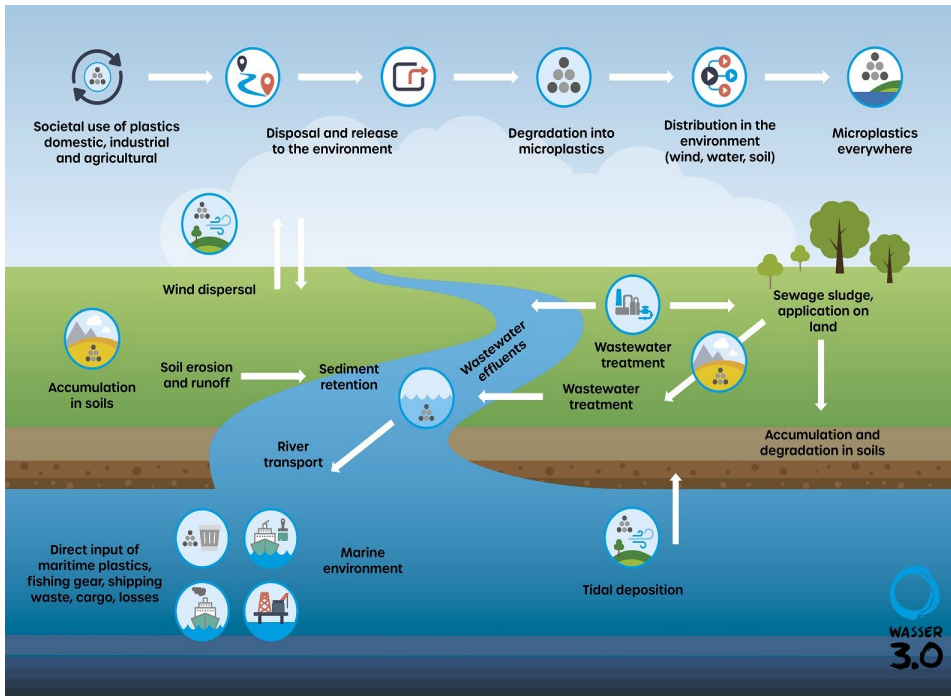 Societal use of plastics
domestic, industrial
and agricultural
Disposal and release
to the environment
Degradation into
microplastics
Distribution in the
environment
(wind, water, soil)
Microplastics
everywhere
Wind dispersal
Sewage sludge,
application on
land
Wastewater
effluents
Wastewater
treatment
Accumulation
in soils
Soil erosion
and runoff
Sediment
retention
Wastewater
treatment
River
transport
Accumulation and
degradation in soils
Direct input of
maritime plastics,
fishing gear, shipping
waste, cargo, losses
Marine
environment
Tidal deposition
WASSER
3.0